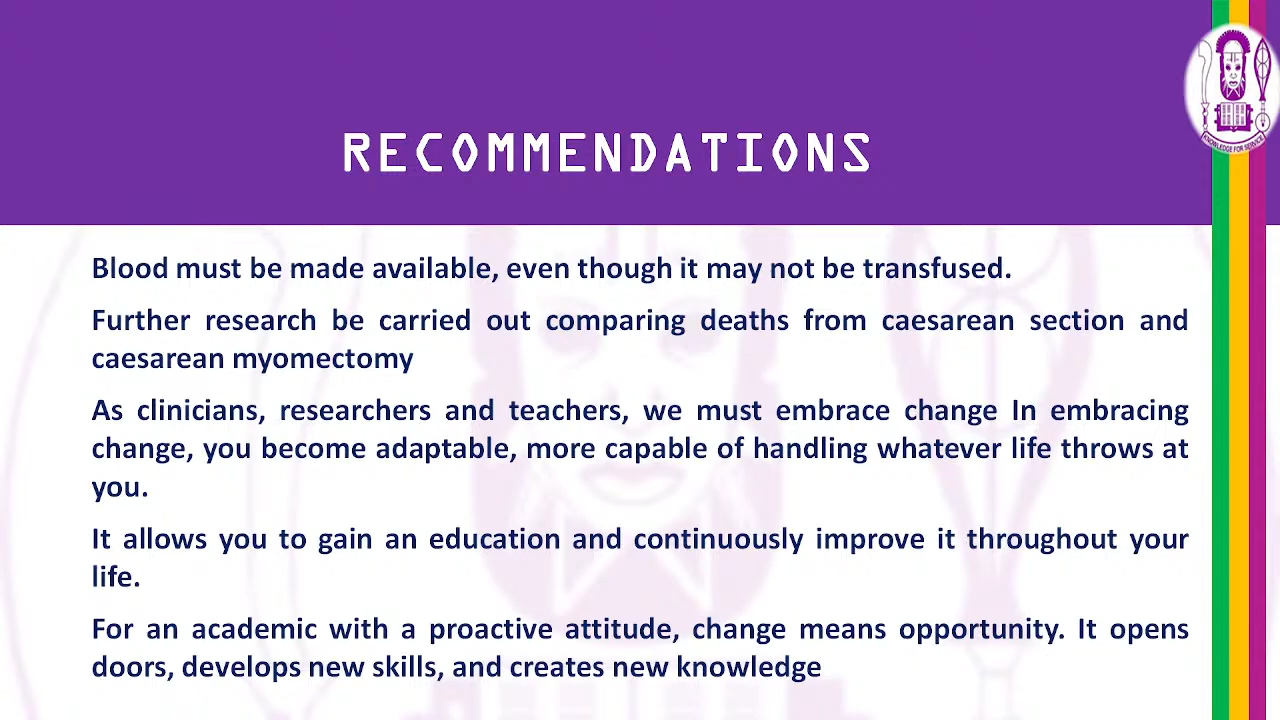 RECOMMENDATIONS
KNOWLEDGE FOR SERVICE
Blood must be made available, even though it may not be transfused.
Further research be carried out comparing deaths from caesarean section and
caesarean myomectomy
As clinicians, researchers and teachers, we must embrace change In embracing
change, you become adaptable, more capable of handling whatever life throws at
you.
It allows you to gain an education and continuously improve it throughout your
life.
For an academic with a proactive attitude, change means opportunity. It opens
doors, develops new skills, and creates new knowledge